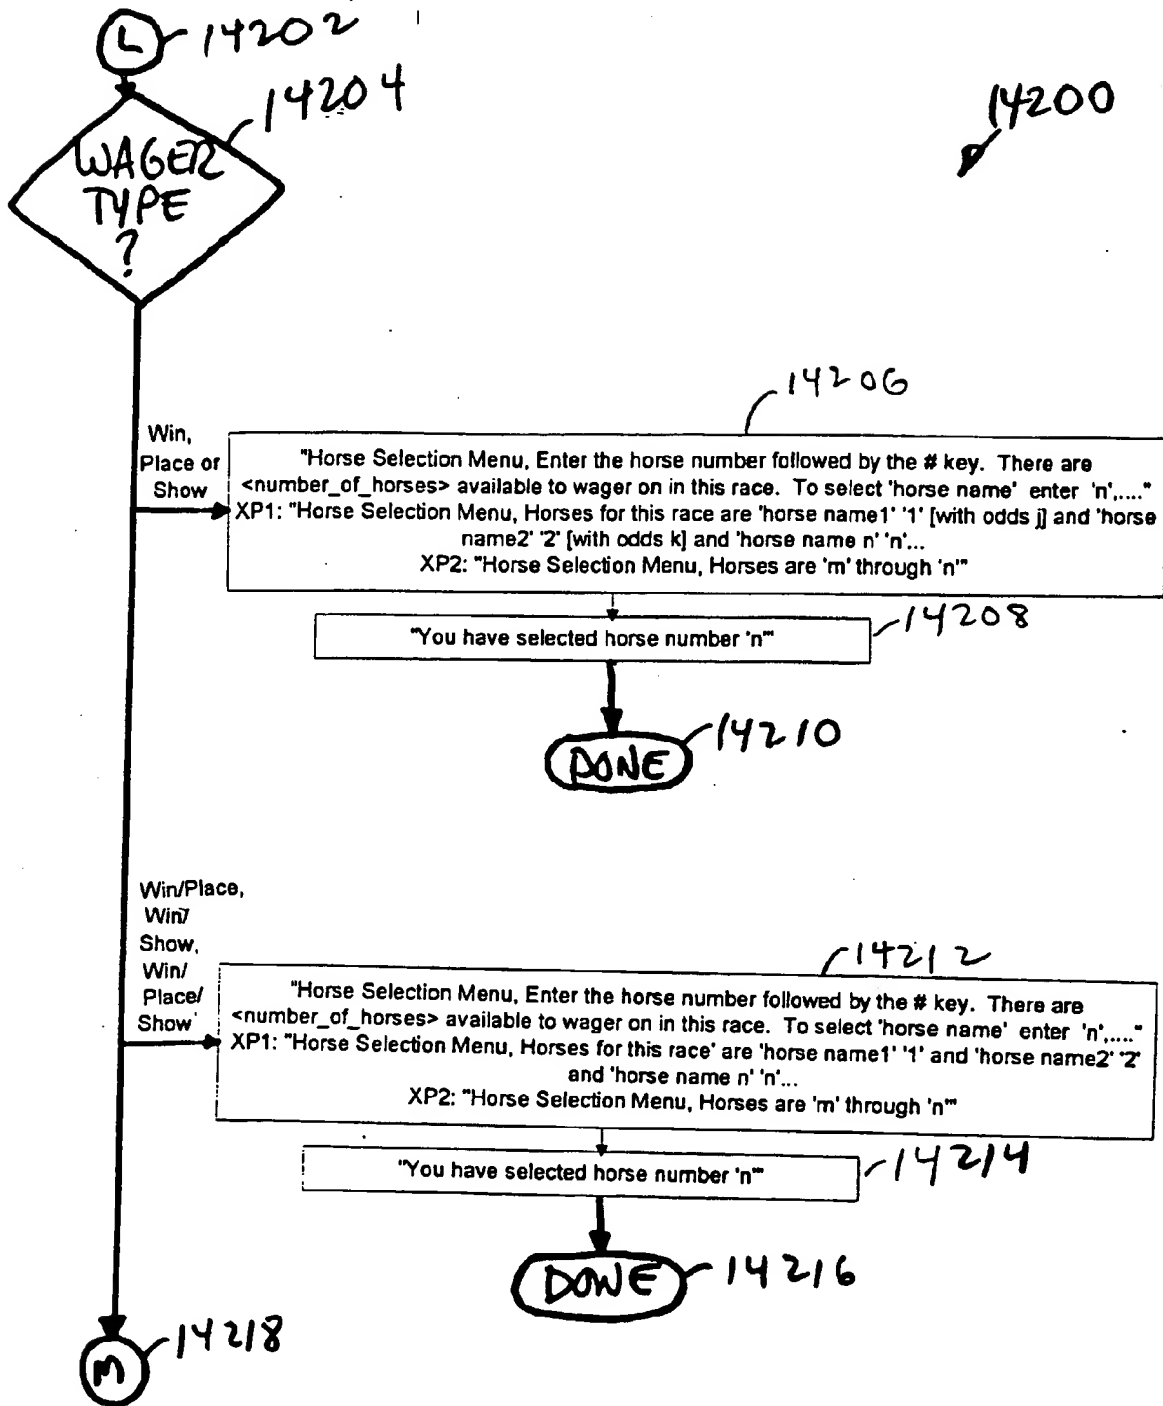 L 14202
14204
14200
WAGER
TYPE
?
14206
Win,
Place or
Show
"Horse Selection Menu, Enter the horse number followed by the # key. There are
<number_of_horses> available to wager on in this race. To select 'horse name' enter 'n',...."
XP1: "Horse Selection Menu, Horses for this race are 'horse name1' '1' [with odds j] and 'horse
name2' '2' [with odds k] and 'horse name n' 'n'...
XP2: "Horse Selection Menu, Horses are 'm' through 'n'"
"You have selected horse number 'n'"
14208
DONE
14210
Win/Place,
Win/
Show,
Win/
Place/
Show
14212
"Horse Selection Menu, Enter the horse number followed by the # key. There are
<number_of_horses> available to wager on in this race. To select 'horse name' enter 'n',...."
XP1: "Horse Selection Menu, Horses for this race' are 'horse name1' '1' and 'horse name2' '2'
and 'horse name n' 'n'...
XP2: "Horse Selection Menu, Horses are 'm' through 'n'"
"You have selected horse number 'n'"
14214
DONE
14216
M 14218